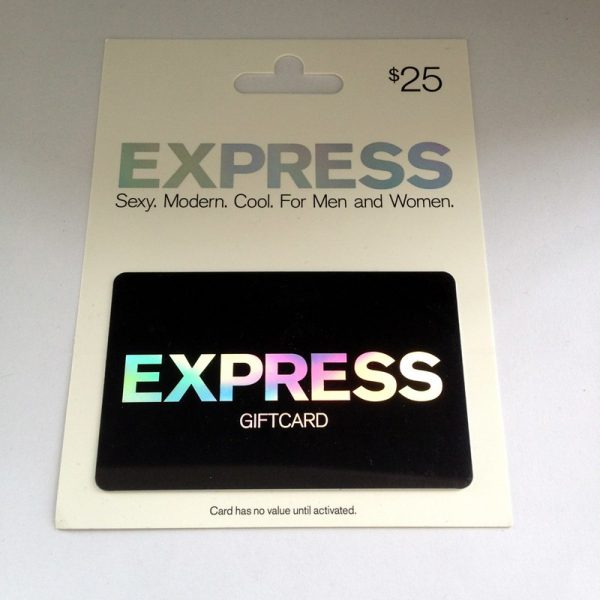 $25
EXPRESS
Sexy. Modern. Cool. For Men and Women.
EXPRESS
GIFTCARD
Card has no value until activated.